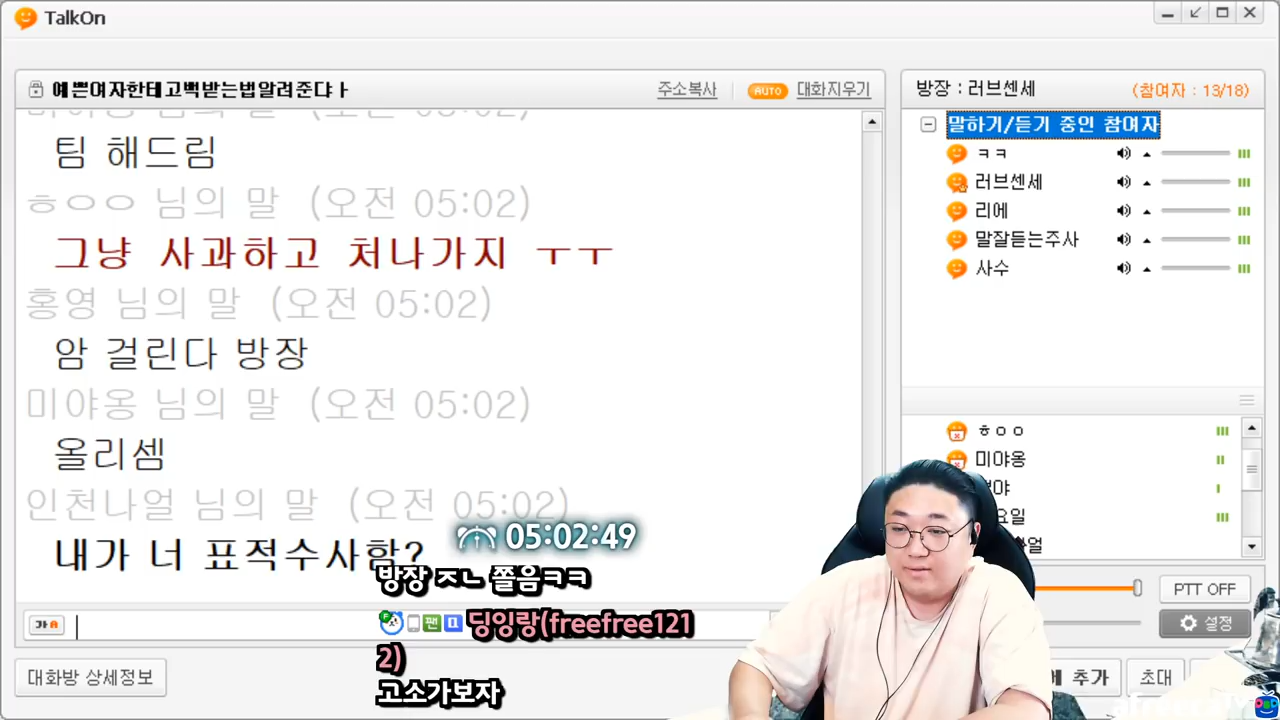 TalkOn
예쁜여자한테고백받는법알려준댜ㅏ
주소복사
AUTO
대화지우기
팀 해드림
ㅎㅇㅇ 님의 말 (오전 05:02)
그냥 사과하고 처나가지 ㅜㅜ
홍영 님의 말 (오전 05:02)
암 걸린다 방장
미야옹 님의 말 (오전 05:02)
올리셈
인천나얼 님의 말 (오전 05:02)
내가 너 표적수사함?
05:02:49
방장 ㅈㄴ 쫄음ㅋㅋ
딩잉랑(freefree121
2)
고소가보자
가A
대화방 상세정보
방장 : 러브센세
(참여자 : 13/18)
말하기/듣기 중인 참여자
ㅋㅋ
러브센세
리에
말잘듣는주사
사수
ㅎㅇㅇ
미야옹
요일
PTT OFF
설정
추가
초대